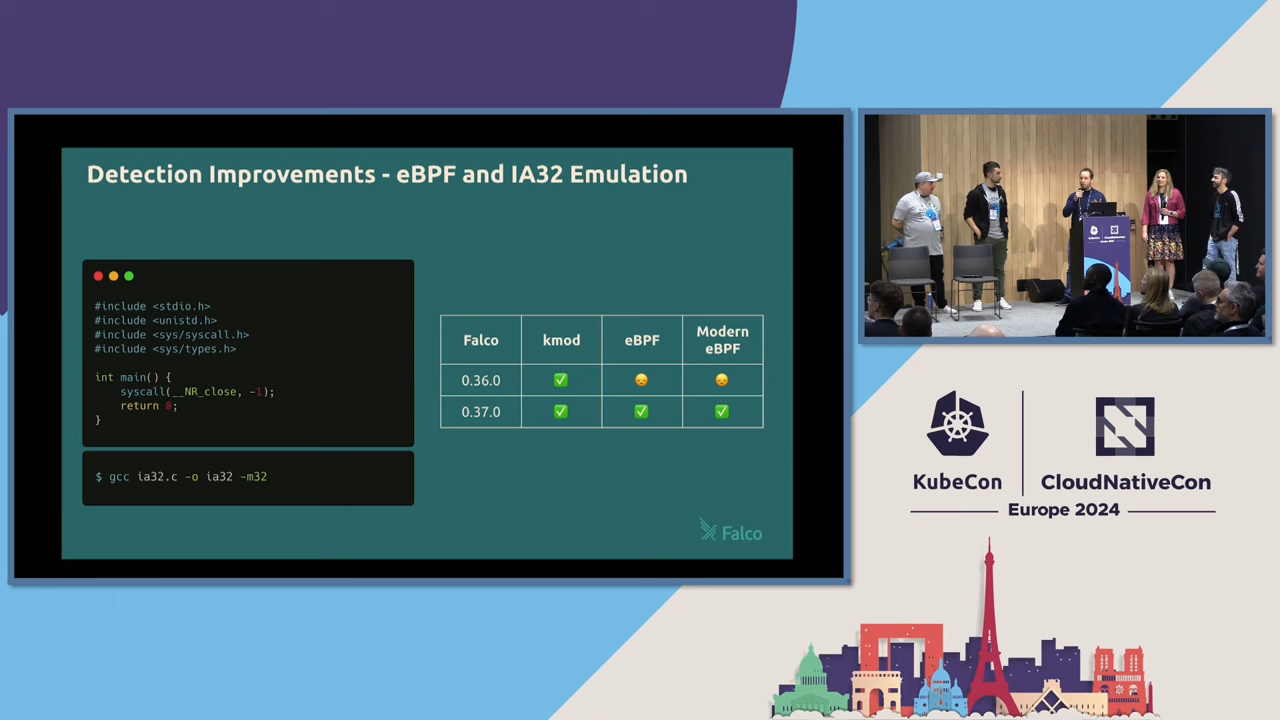 Detection Improvements - eBPF and IA32 Emulation
#include <stdio.h>
#include <unistd.h>
#include <sys/syscall.h>
#include <sys/types.h>
int main() {
syscall(__NR_close, -1);
return 0;
}
$ gcc ia32.c -o ia32 -m32
Falco kmod eBPF Modern eBPF
0.36.0 ✅ 😞 😞
0.37.0 ✅ ✅ ✅
Falco
KubeCon CloudNativeCon
KubeCon
CloudNativeCon
Europe 2024